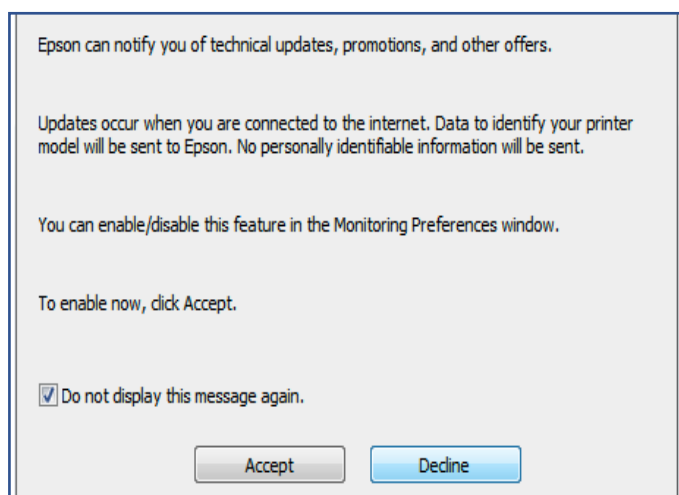 Epson can notify you of technical updates, promotions, and other offers.
Updates occur when you are connected to the internet. Data to identify your printer
model will be sent to Epson. No personally identifiable information will be sent.
You can enable/disable this feature in the Monitoring Preferences window.
To enable now, click Accept.
Do not display this message again.
Accept Decline